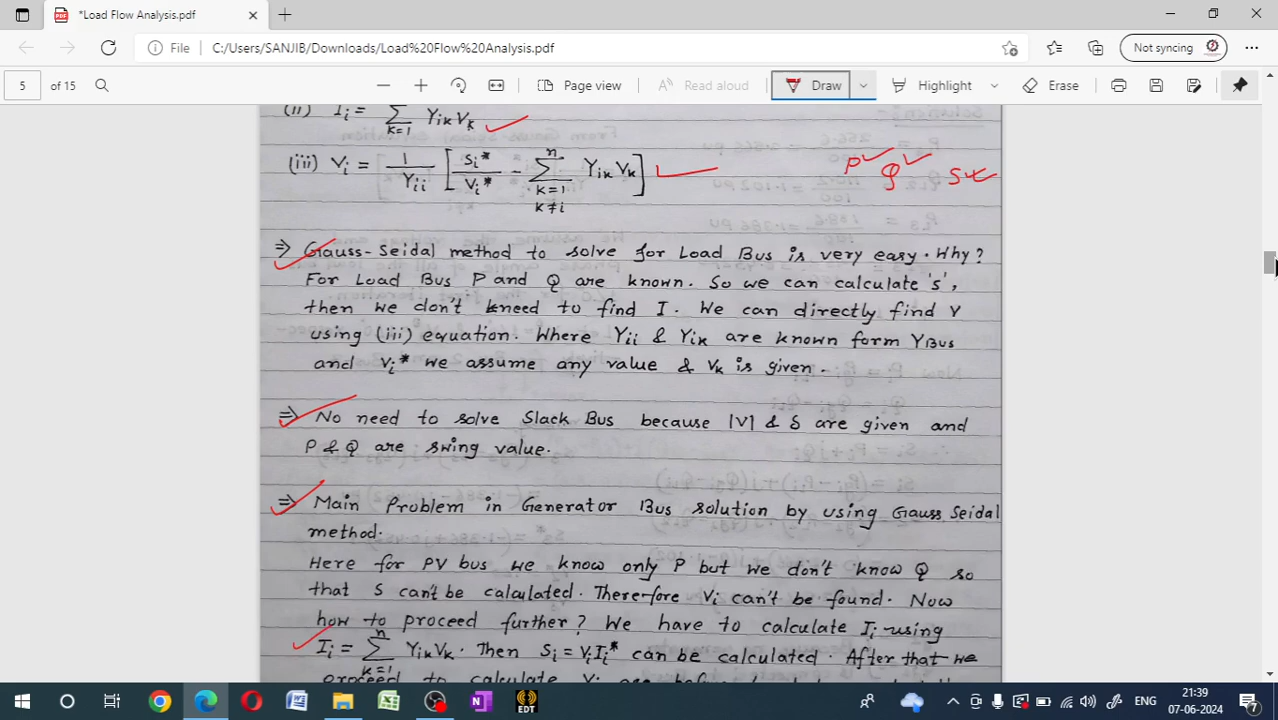 *Load Flow Analysis.pdf
File C:/Users/SANJIB/Downloads/Load%20Flow%20Analysis.pdf Not syncing
5 of 15 Page view Read aloud Draw Highlight Erase
(ii) Ii = Σ k=1 Yik Vk
(iii) Vi = 1/Yii [ Si*/Vi* - n Σ k=1 k≠i Yik Vk ] P Q S
⇒ Gauss-Seidal method to solve for Load Bus is very easy. Why?
For Load Bus P and Q are known. So we can calculate 's',
then we don't kneed to find I. We can directly find V
using (iii) equation. Where Yii & Yik are known form YBus
and Vi* we assume any value & Vk is given.
⇒ No need to solve Slack Bus because |V| & S are given and
P & Q are swing value.
⇒ Main Problem in Generator Bus solution by using Gauss Seidal
method.
Here for PV bus we know only P but we don't know Q so
that S can't be calculated. Therefore Vi can't be found. Now
how to proceed further? We have to calculate Ii using
Ii = n Σ k=1 Yik Vk. Then Si = ViIi* can be calculated. After that we
proceed to calculate Vi
ENG
21:39
07-06-2024
7